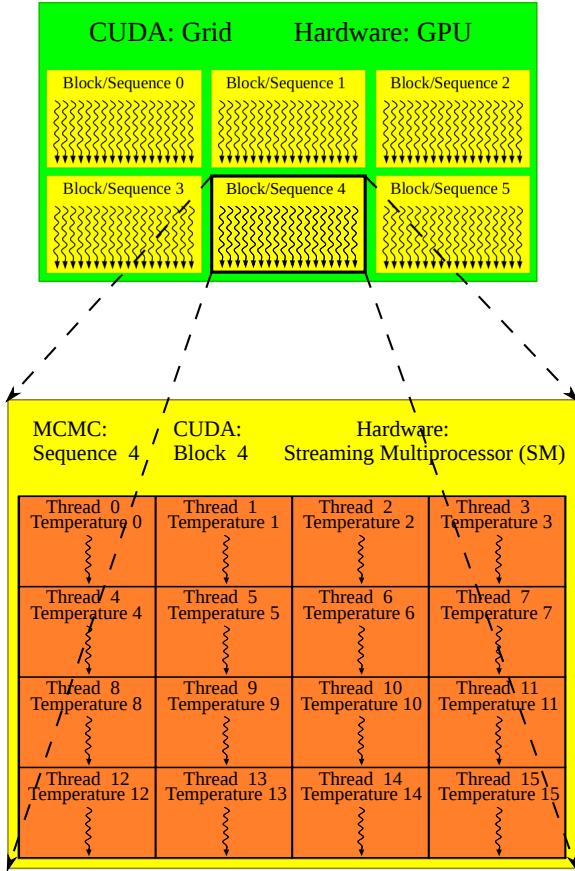 CUDA: Grid Hardware: GPU
Block/Sequence 0 Block/Sequence 1 Block/Sequence 2
Block/Sequence 3 Block/Sequence 4 Block/Sequence 5
MCMC: CUDA: Hardware:
Sequence 4 Block 4 Streaming Multiprocessor (SM)
Thread 0 Thread 1 Thread 2 Thread 3
Temperature 0 Temperature 1 Temperature 2 Temperature 3
Thread 4 Thread 5 Thread 6 Thread 7
Temperature 4 Temperature 5 Temperature 6 Temperature 7
Thread 8 Thread 9 Thread 10 Thread 11
Temperature 8 Temperature 9 Temperature 10 Temperature 11
Thread 12 Thread 13 Thread 14 Thread 15
Temperature 12 Temperature 13 Temperature 14 Temperature 15